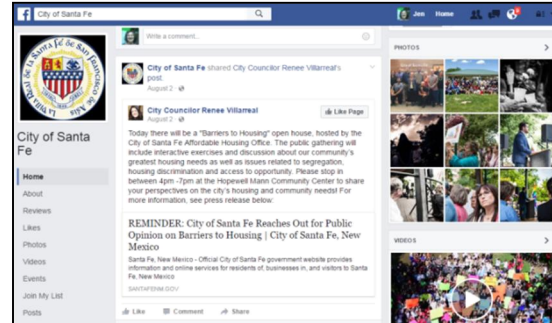 City of Santa Fe
Jen Home
Write a comment...
City of Santa Fe shared City Councilor Renee Villarreal's
post.
August 2
City Councilor Renee Villarreal
August 2
Like Page
Today there will be a "Barriers to Housing" open house, hosted by the
City of Santa Fe Affordable Housing Office. The public gathering will
include interactive exercises and discussion about our community's
greatest housing needs as well as issues related to segregation,
housing discrimination and access to opportunity. Please stop in
between 4pm -7pm at the Hopewell Mann Community Center to share
your perspectives on the city's housing and community needs! For
more information, see press release below:
REMINDER: City of Santa Fe Reaches Out for Public
Opinion on Barriers to Housing | City of Santa Fe, New
Mexico
Santa Fe, New Mexico - Official City of Santa Fe government website provides
information and online services for residents of, businesses in, and visitors to Santa
Fe, New Mexico.
SANTAFENM.GOV
Like Comment Share
City of Santa
Fe
Home
About
Reviews
Likes
Photos
Videos
Events
Join My List
Posts
PHOTOS
VIDEOS